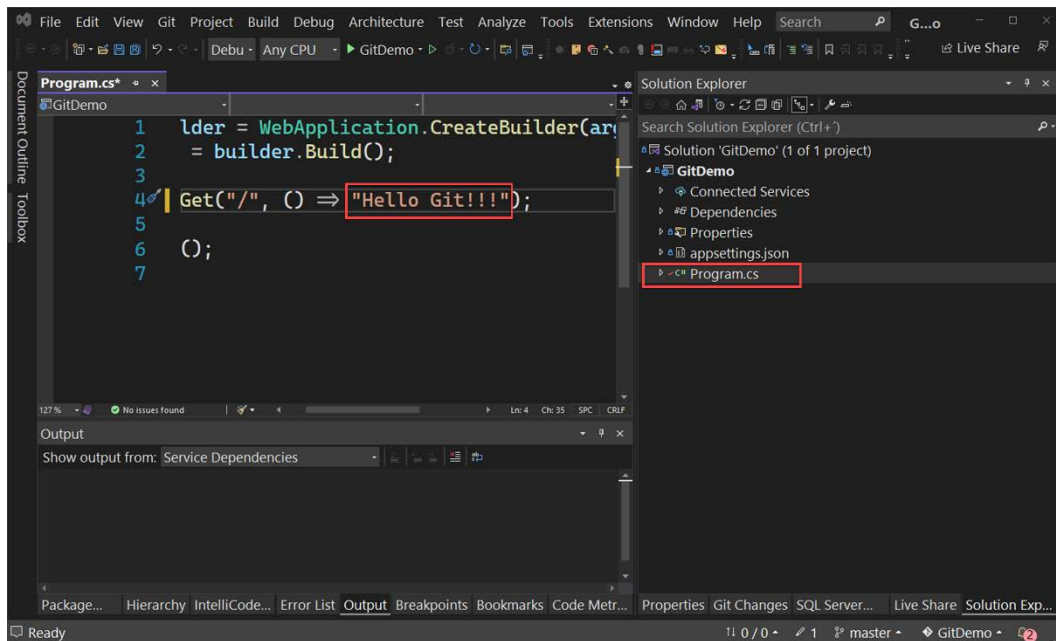 File Edit View Git Project Build Debug Architecture Test Analyze Tools Extensions Window Help Search G...o
Debu Any CPU GitDemo Live Share
Document Outline
Toolbox
Program.cs*
GitDemo
1 lder = WebApplication.CreateBuilder(arg
2 = builder.Build();
3
4 Get("/", () => "Hello Git!!!");
5
6 ();
7
127 % No issues found Ln: 4 Ch: 35 SPC CRLF
Output
Show output from: Service Dependencies
Package... Hierarchy IntelliCode... Error List Output Breakpoints Bookmarks Code Metr...
Solution Explorer
Search Solution Explorer (Ctrl+´)
Solution 'GitDemo' (1 of 1 project)
GitDemo
Connected Services
Dependencies
Properties
appsettings.json
C# Program.cs
Properties Git Changes SQL Server... Live Share Solution Exp...
Ready 0 / 0 1 master GitDemo 2